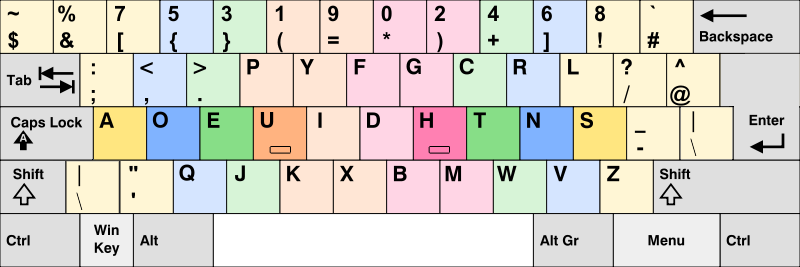 ~ % 7 5 3 1 9 0 2 4 6 8 `
$ & [ { } ( = * ) + ] ! # Backspace
Tab : < > P Y F G C R L ? ^
; , . / @
Caps Lock A O E U I D H T N S _ | Enter
A - \
Shift | " Q J K X B M W V Z Shift
\ '
Ctrl Win Key Alt Alt Gr Menu Ctrl